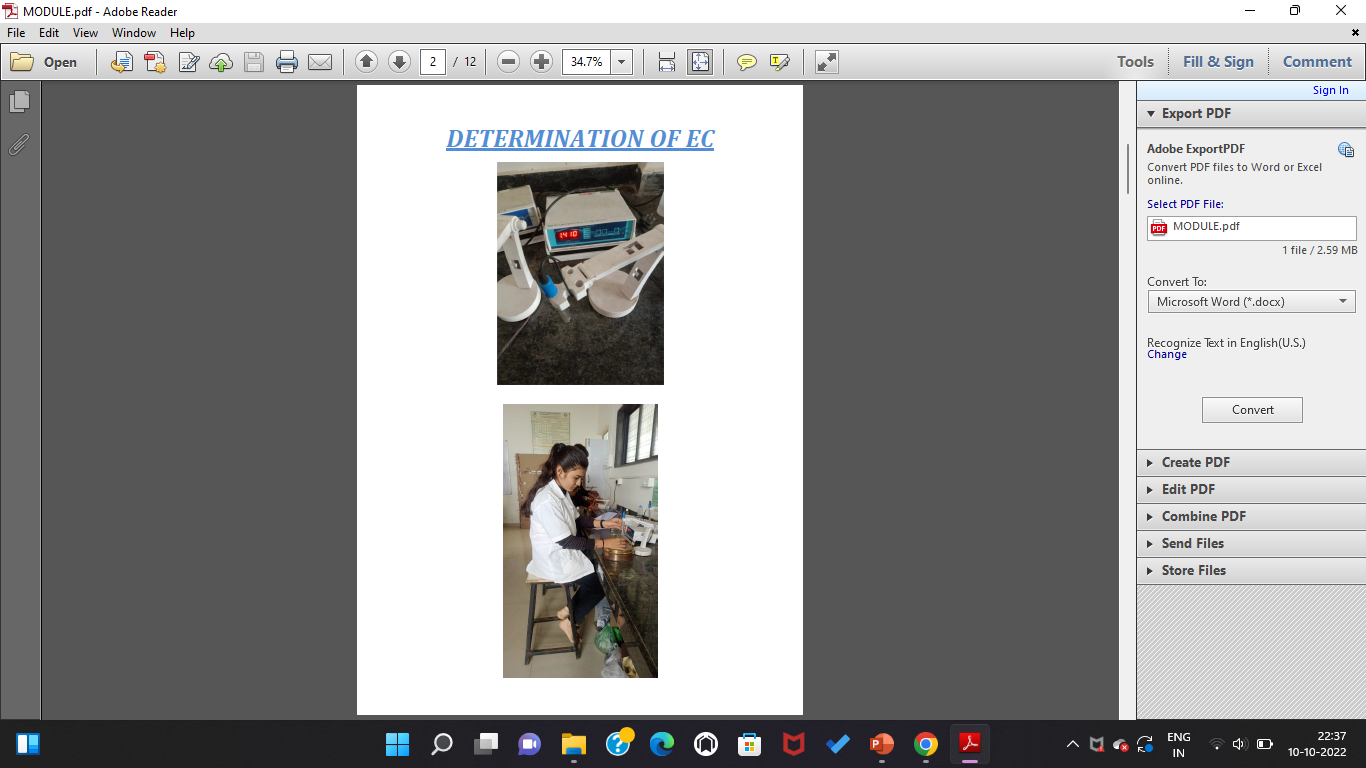 MODULE.pdf - Adobe Reader
File Edit View Window Help
Open
2 / 12
34.7%
Tools Fill & Sign Comment
Sign In
Export PDF
DETERMINATION OF EC
Adobe ExportPDF
Convert PDF files to Word or Excel
online.
Select PDF File:
PDF
MODULE.pdf
1 file / 2.59 MB
Convert To:
Microsoft Word (*.docx)
Recognize Text in English(U.S.)
Change
Convert
Create PDF
Edit PDF
Combine PDF
Send Files
Store Files
ENG
IN
22:37
10-10-2022